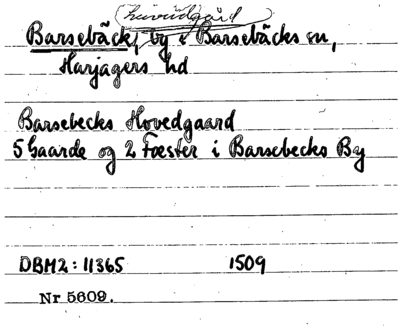 (huvudgård)
Barsebäck, by i Barsebäcks sn,
Harjagers hd
Barsebecks Hovedgaard
5 Gaarde og 2 Fæster i Barsebecks By
DBM2: 11365 1509
Nr 5609.